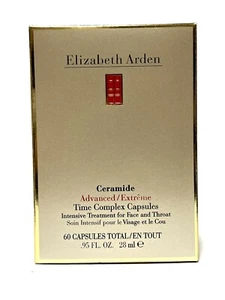 Elizabeth Arden
Ceramide
Advanced/Extrême
Time Complex Capsules
Intensive Treatment for Face and Throat
Soin Intensif pour le Visage et le Cou
60 CAPSULES TOTAL/EN TOUT
.95 FL. OZ. 28 ml ℮